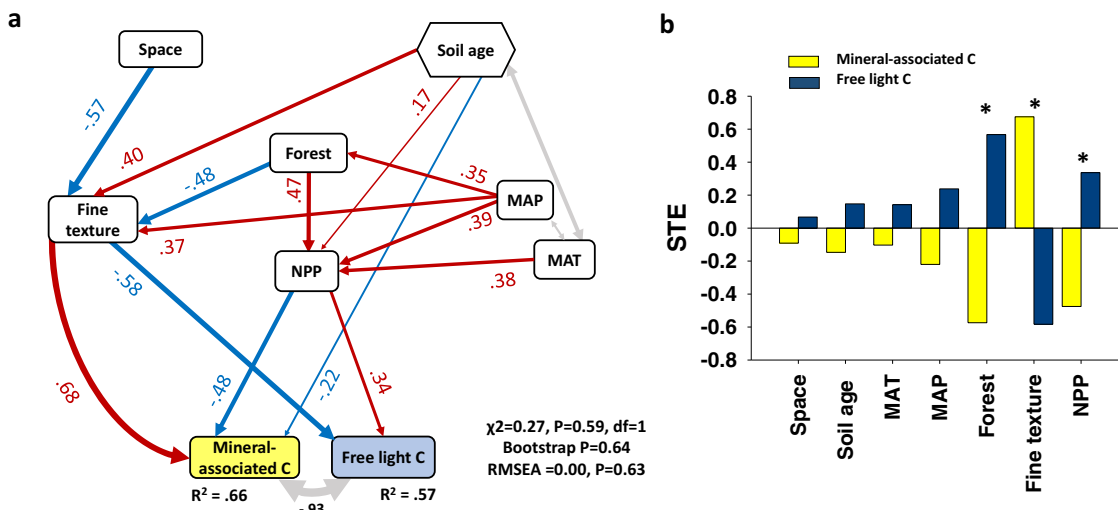 a
Space
Soil age
-.57
.17
.40
Forest
-.48
.47
.35
MAP
Fine
texture
.39
.37
NPP
MAT
.38
-.58
.68
-.48
-.22
.34
Mineral-
associated C
Free light C
R² = .66
R² = .57
-.93
χ2=0.27, P=0.59, df=1
Bootstrap P=0.64
RMSEA =0.00, P=0.63
b
Mineral-associated C
Free light C
STE
0.8
0.6
0.4
0.2
0.0
-0.2
-0.4
-0.6
-0.8
*
*
*
Space
Soil age
MAT
MAP
Forest
Fine texture
NPP